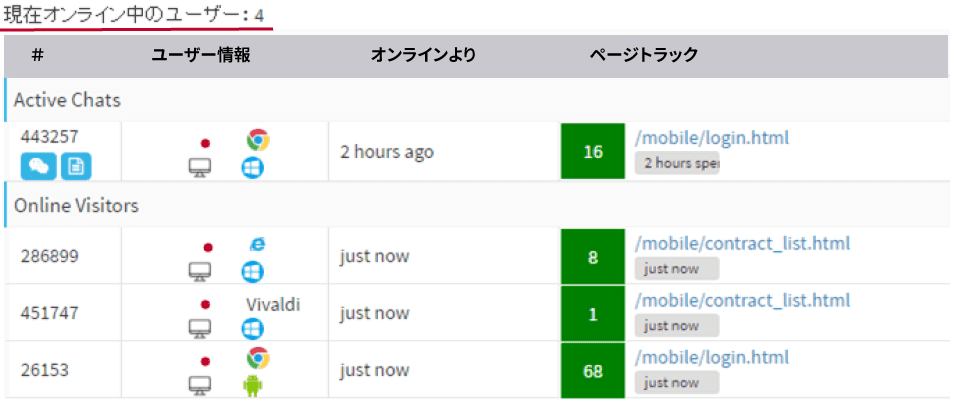 現在オンライン中のユーザー: 4
# ユーザー情報 オンラインより ページトラック
Active Chats
443257 2 hours ago 16 /mobile/login.html
2 hours spe
Online Visitors
286899 just now 8 /mobile/contract_list.html
just now
Vivaldi
451747 just now 1 /mobile/contract_list.html
just now
26153 just now 68 /mobile/login.html
just now